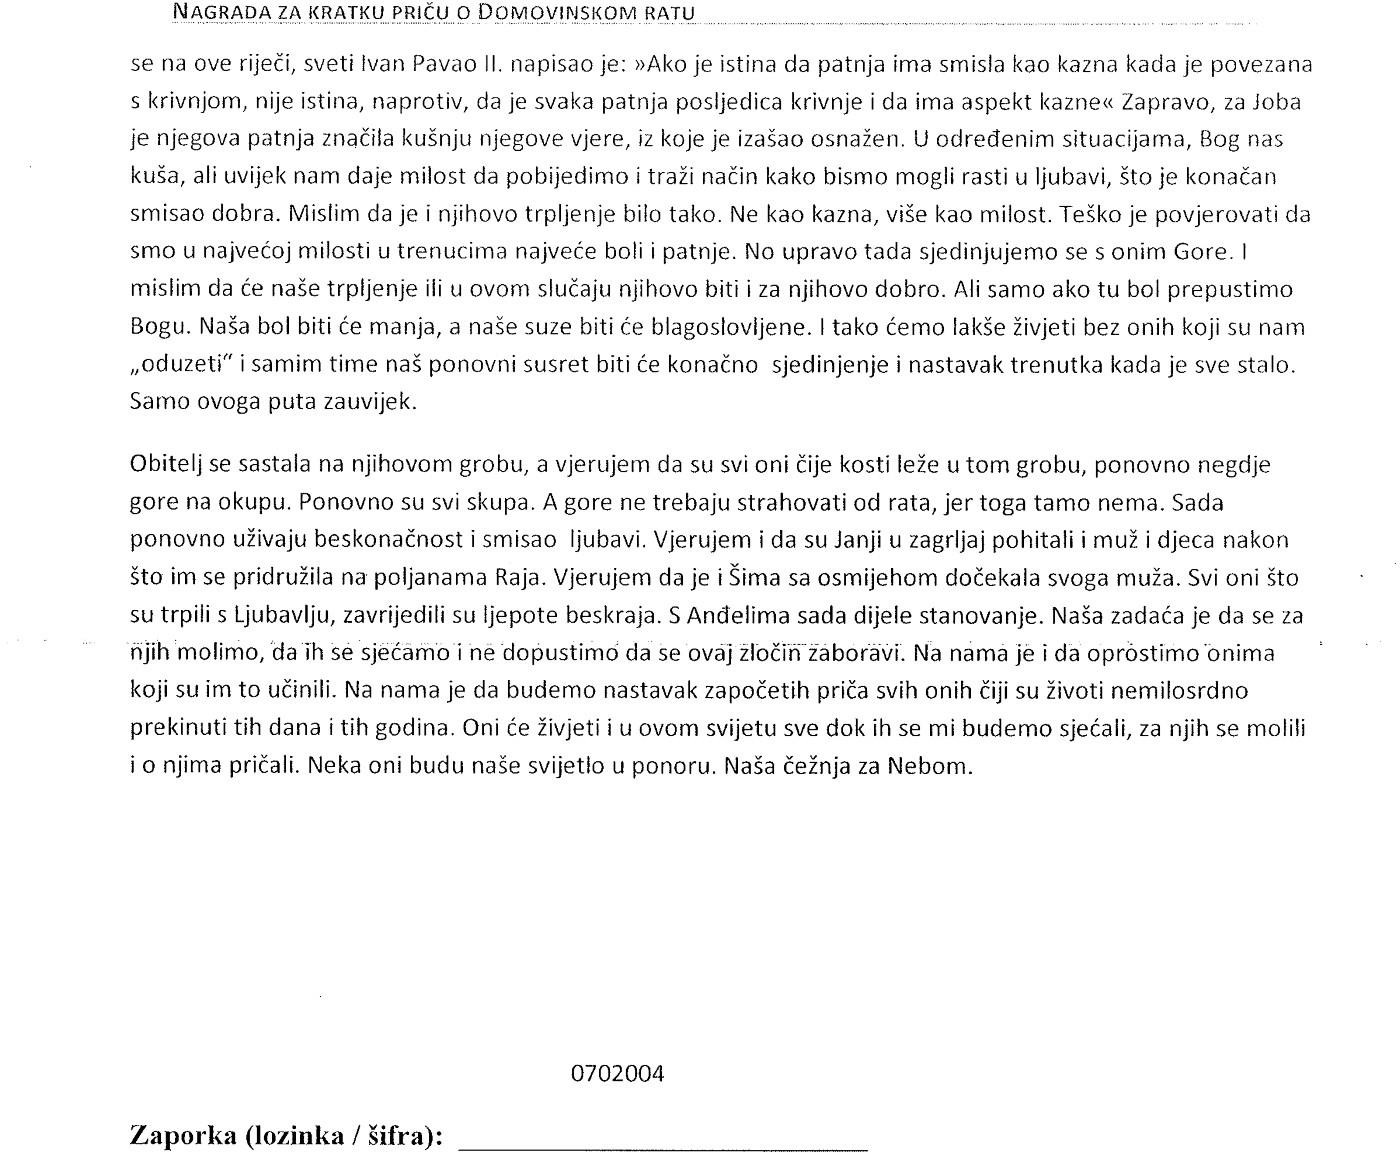 NAGRADA ZA KRATKU PRIČU O DOMOVINSKOM RATU
se na ove riječi, sveti Ivan Pavao II. napisao je: »Ako je istina da patnja ima smisla kao kazna kada je povezana
s krivnjom, nije istina, naprotiv, da je svaka patnja posljedica krivnje i da ima aspekt kazne« Zapravo, za Joba
je njegova patnja značila kušnju njegove vjere, iz koje je izašao osnažen. U određenim situacijama, Bog nas
kuša, ali uvijek nam daje milost da pobijedimo i traži način kako bismo mogli rasti u ljubavi, što je konačan
smisao dobra. Mislim da je i njihovo trpljenje bilo tako. Ne kao kazna, više kao milost. Teško je povjerovati da
smo u najvećoj milosti u trenucima najveće boli i patnje. No upravo tada sjedinjujemo se s onim Gore. I
mislim da će naše trpljenje ili u ovom slučaju njihovo biti i za njihovo dobro. Ali samo ako tu bol prepustimo
Bogu. Naša bol biti će manja, a naše suze biti će blagoslovljene. I tako ćemo lakše živjeti bez onih koji su nam
„oduzeti“ i samim time naš ponovni susret biti će konačno  sjedinjenje i nastavak trenutka kada je sve stalo.
Samo ovoga puta zauvijek.
Obitelj se sastala na njihovom grobu, a vjerujem da su svi oni čije kosti leže u tom grobu, ponovno negdje
gore na okupu. Ponovno su svi skupa. A gore ne trebaju strahovati od rata, jer toga tamo nema. Sada
ponovno uživaju beskonačnost i smisao  ljubavi. Vjerujem i da su Janji u zagrljaj pohitali i muž i djeca nakon
što im se pridružila na poljanama Raja. Vjerujem da je i Šima sa osmijehom dočekala svoga muža. Svi oni što
su trpili s Ljubavlju, zavrijedili su ljepote beskraja. S Anđelima sada dijele stanovanje. Naša zadaća je da se za
njih molimo, da ih se sjećamo i ne dopustimo da se ovaj zločin zaboravi. Na nama je i da oprostimo onima
koji su im to učinili. Na nama je da budemo nastavak započetih priča svih onih čiji su životi nemilosrdno
prekinuti tih dana i tih godina. Oni će živjeti i u ovom svijetu sve dok ih se mi budemo sjećali, za njih se molili
i o njima pričali. Neka oni budu naše svijetlo u ponoru. Naša čežnja za Nebom.
0702004
Zaporka (lozinka / šifra):